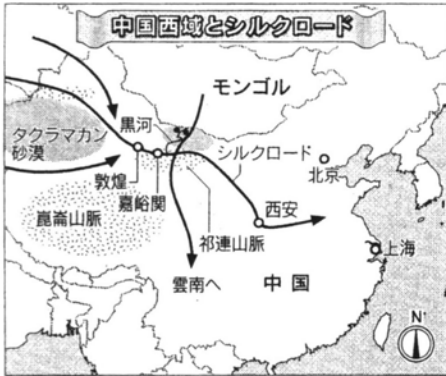 中国西域とシルクロード
モンゴル
黒河
タクラマカン
砂漠
シルクロード
北京
敦煌
嘉峪関
西安
崑崙山脈
祁連山脈
上海
雲南へ
中国
N